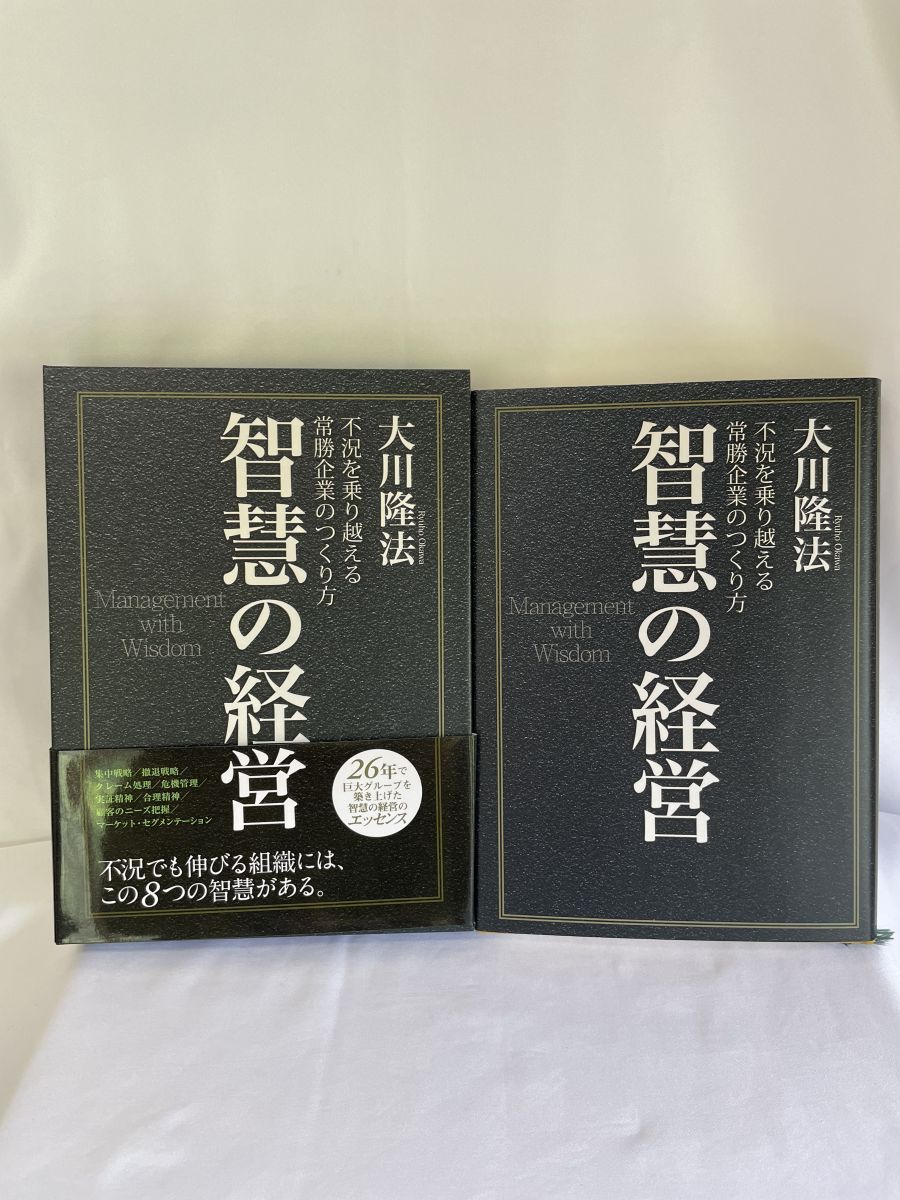 大川隆法
Ryuho Okawa
不況を乗り越える
常勝企業のつくり方
智慧の経営
Management
with
Wisdom
集中戦略／撤退戦略／
クレーム処理／危機管理／
実証精神／合理精神／
顧客のニーズ把握／
マーケット・セグメンテーション
26年で
巨大グループを
築き上げた
智慧の経営の
エッセンス
不況でも伸びる組織には、
この8つの智慧がある。
大川隆法
Ryuho Okawa
不況を乗り越える
常勝企業のつくり方
智慧の経営
Management
with
Wisdom